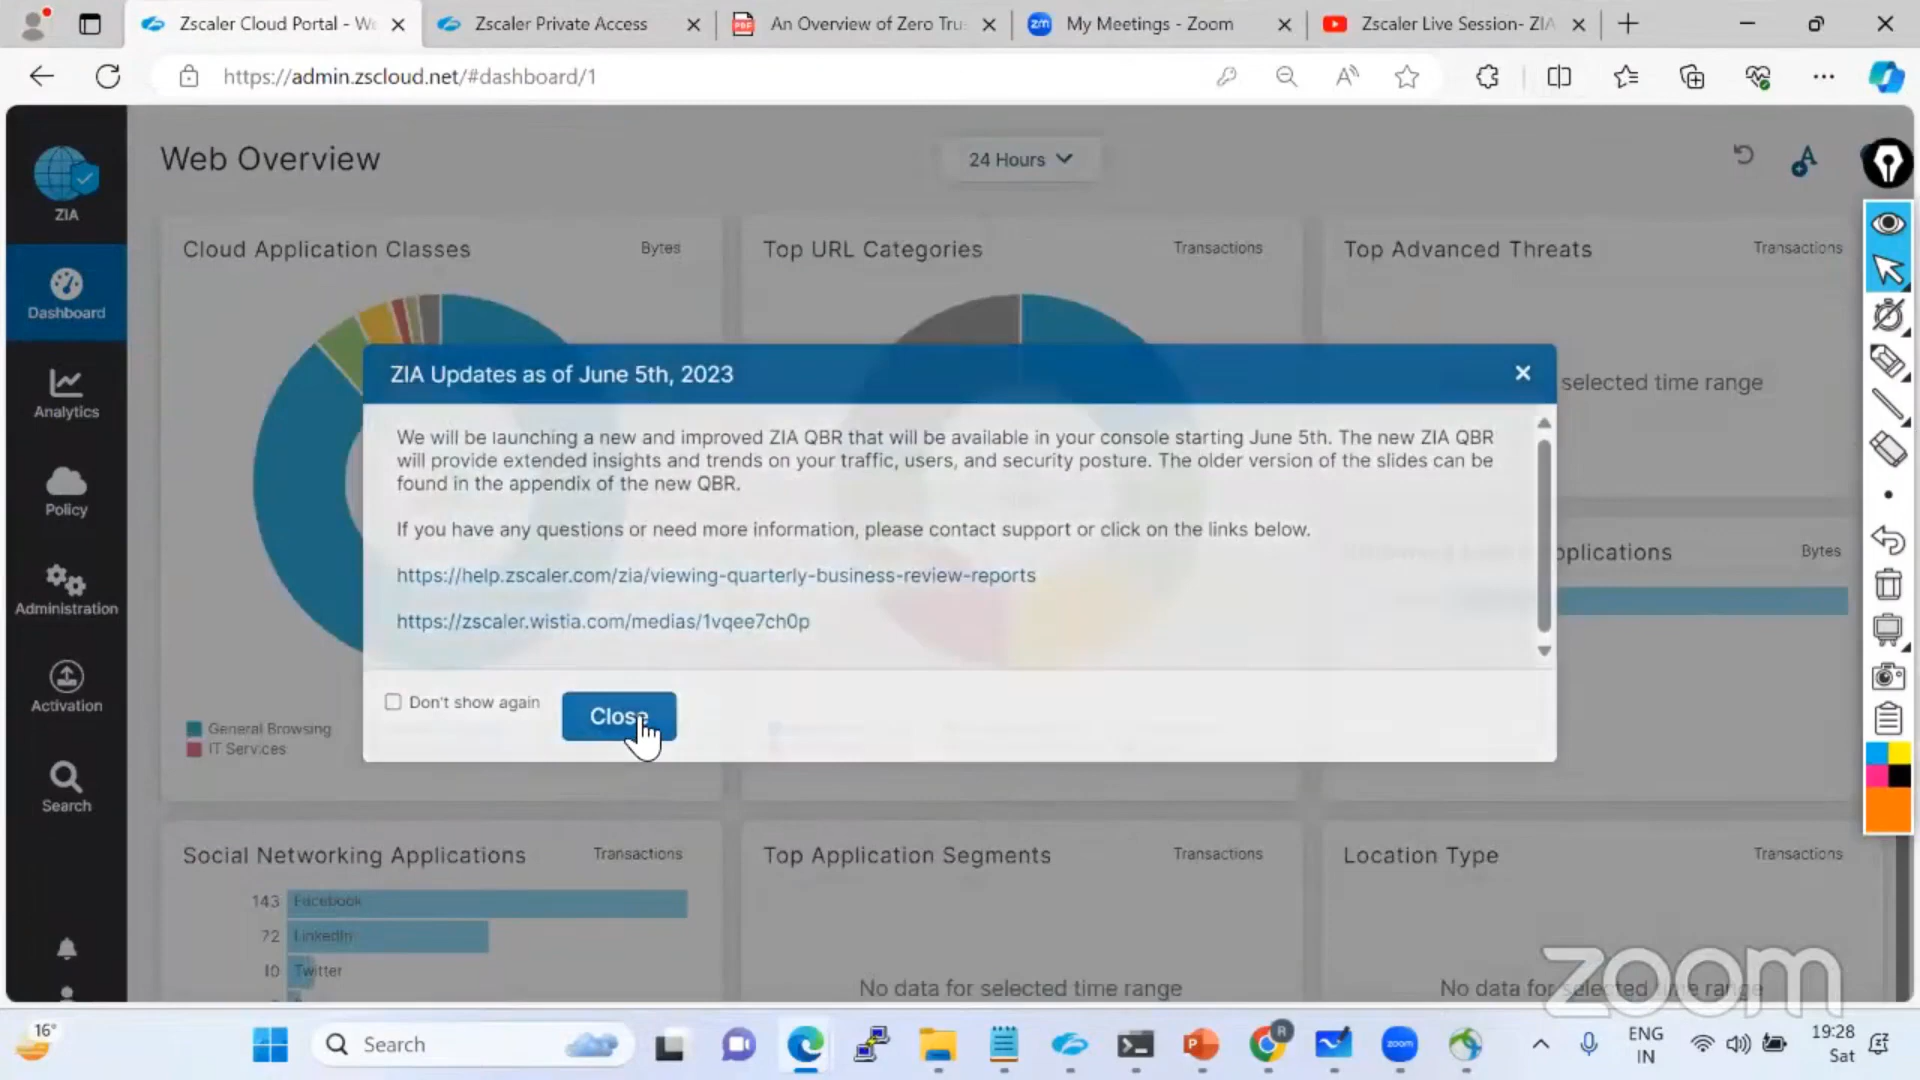 Zscaler Cloud Portal - We
Zscaler Private Access
An Overview of Zero Tru
My Meetings - Zoom
Zscaler Live Session- ZIA
https://admin.zscloud.net/#dashboard/1
ZIA
Dashboard
Analytics
Policy
Administration
Activation
Search
Web Overview
24 Hours
Cloud Application Classes
Bytes
Top URL Categories
Transactions
Top Advanced Threats
Transactions
selected time range
ZIA Updates as of June 5th, 2023
We will be launching a new and improved ZIA QBR that will be available in your console starting June 5th. The new ZIA QBR
will provide extended insights and trends on your traffic, users, and security posture. The older version of the slides can be
found in the appendix of the new QBR.
If you have any questions or need more information, please contact support or click on the links below.
https://help.zscaler.com/zia/viewing-quarterly-business-review-reports
https://zscaler.wistia.com/medias/1vqee7ch0p
Don't show again
Close
pplications
Bytes
General Browsing
IT Services
Social Networking Applications
Transactions
143 Facebook
72 LinkedIn
10 Twitter
Top Application Segments
Transactions
No data for selected time range
Location Type
Transactions
No data for selected time range
zoom
16°
Search
ENG
IN
19:28
Sat